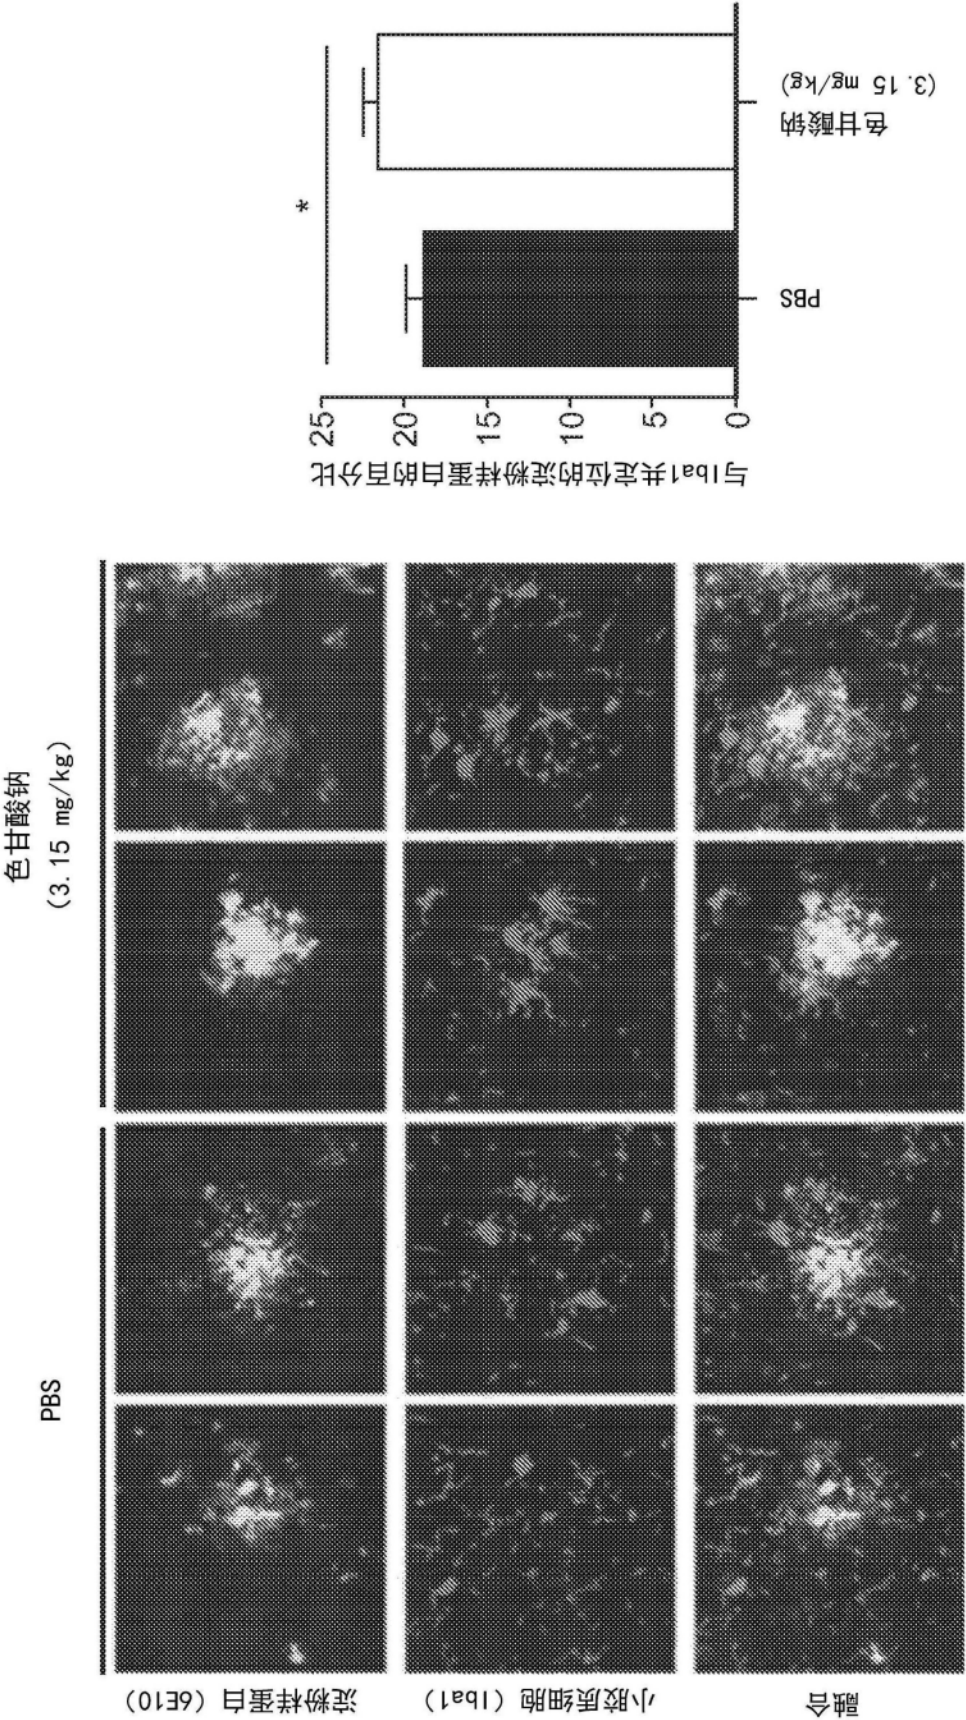 PBS
色甘酸钠
(3.15 mg/kg)
淀粉样蛋白 (6E10)
小胶质细胞 (Iba1)
融合
与Iba1共定位的淀粉样蛋白的百分比
25
20
15
10
5
0
*
PBS
色甘酸钠
(3.15 mg/kg)